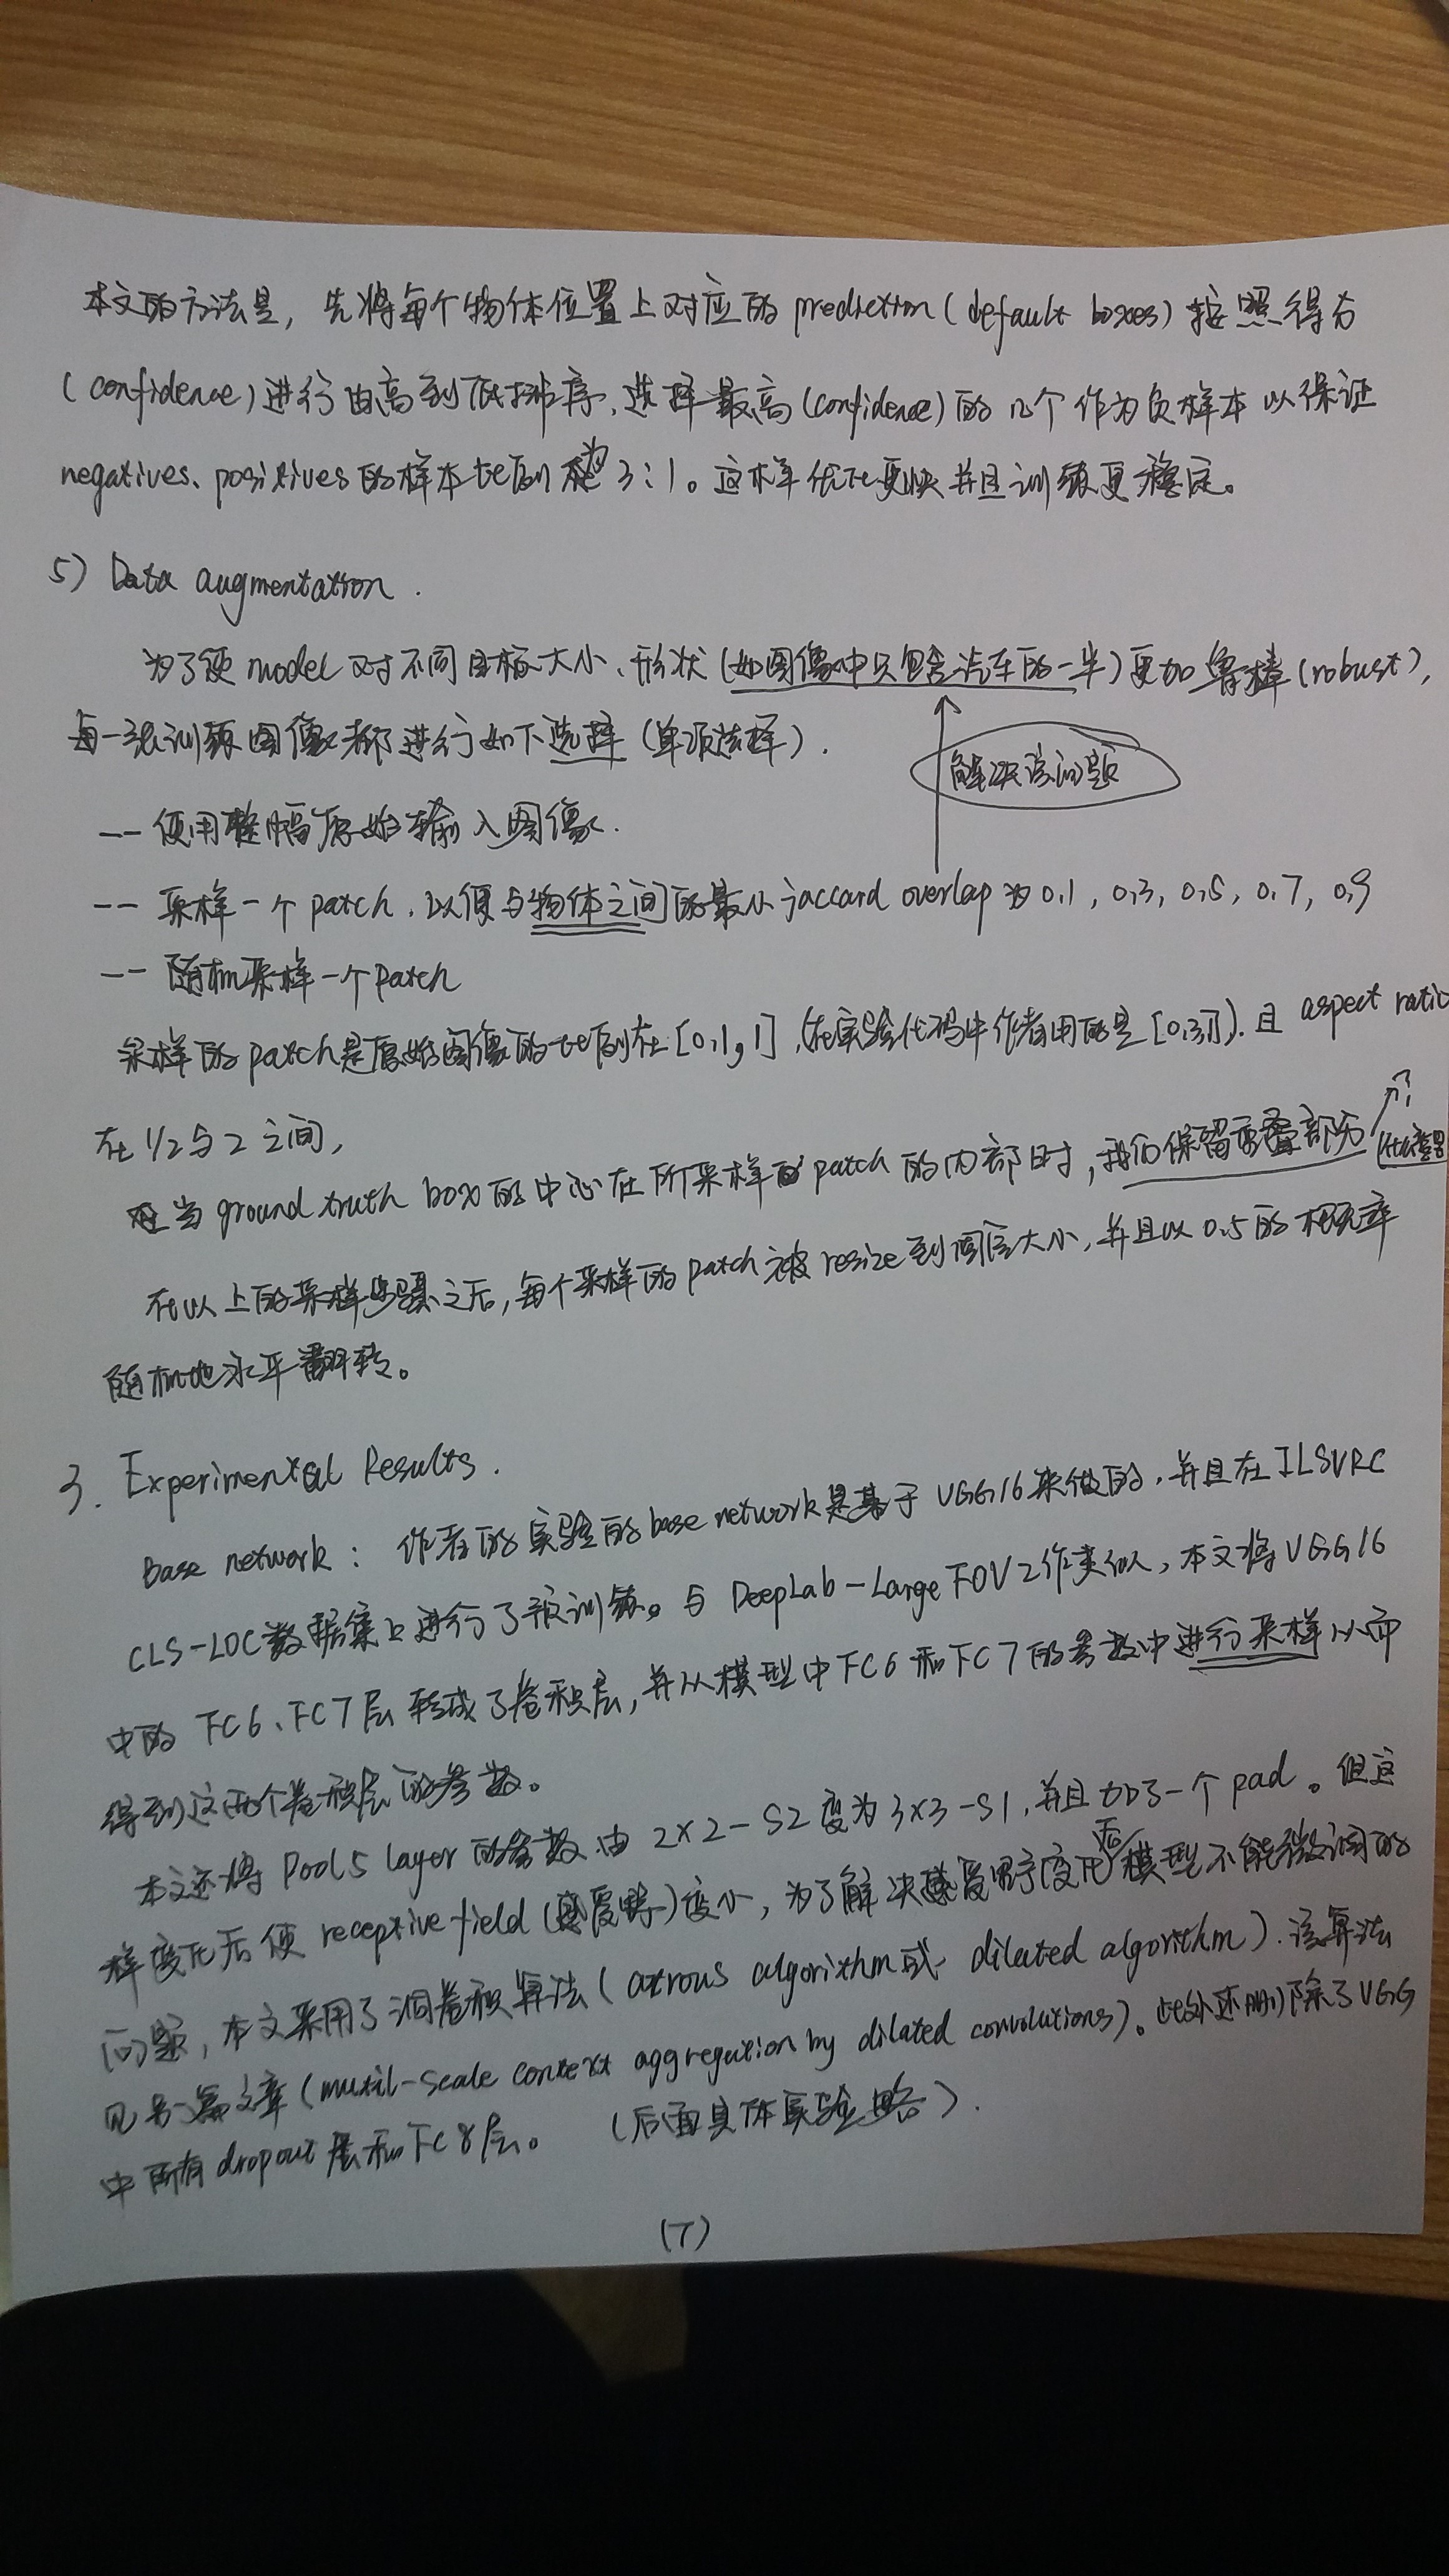 本文的方法是，先将每个物体位置上对应的 prediction (default boxes) 按照得分
(confidence) 进行由高到低排序，选择最高 (confidence) 的几个作为负样本以保证
negatives、positives 的样本比例为 3:1。这样优化更快并且训练更稳定。
5) Data augmentation.
为了使 model 对不同目标大小、形状 (如图像中只包含汽车的一半) 更加鲁棒 (robust),
每一张训练图像都进行如下选择 (单项选择).
解决该问题
-- 使用整幅原始输入图像.
-- 采样一个 patch, 以使与物体之间的最小 jaccard overlap 为 0.1, 0.3, 0.5, 0.7, 0.9
-- 随机采样一个 patch
采样的 patch 是原始图像的比例在 [0.1, 1], (在实验代码中作者用的是 [0.3,1]). 且 aspect ratio
在 1/2 与 2 之间,
??
当 ground truth box 的中心在所采样的 patch 的内部时, 我们保留重叠部分
在以上的采样步骤之后, 每个采样的 patch 被 resize 到固定大小, 并且以 0.5 的概率
随机地水平翻转。
3. Experimental Results.
Base network: 作者的实验的 base network 是基于 VGG16 来做的, 并且在 ILSVRC
CLS-LOC 数据集上进行了预训练。与 DeepLab-Large FOV 工作类似, 本文将 VGG16
中的 FC6、FC7 层转成了卷积层, 并从模型中 FC6 和 FC7 的参数中进行采样从而
得到这两个卷积层的参数。
本文还将 Pool5 layer 的参数由 2×2-S2 变为 3×3-S1, 并且加了一个 pad。但这
样变化后使 receptive field (感受野) 变小, 为了解决感受野变化后模型不能微调的
问题, 本文采用了洞卷积算法 (atrous algorithm 或 dilated algorithm). 该算法
见另一篇文章 (mutil-scale context aggregation by dilated convolutions)。此外还删除了 VGG
中所有 dropout 层和 FC8 层。 (后面具体实验略).
(7)